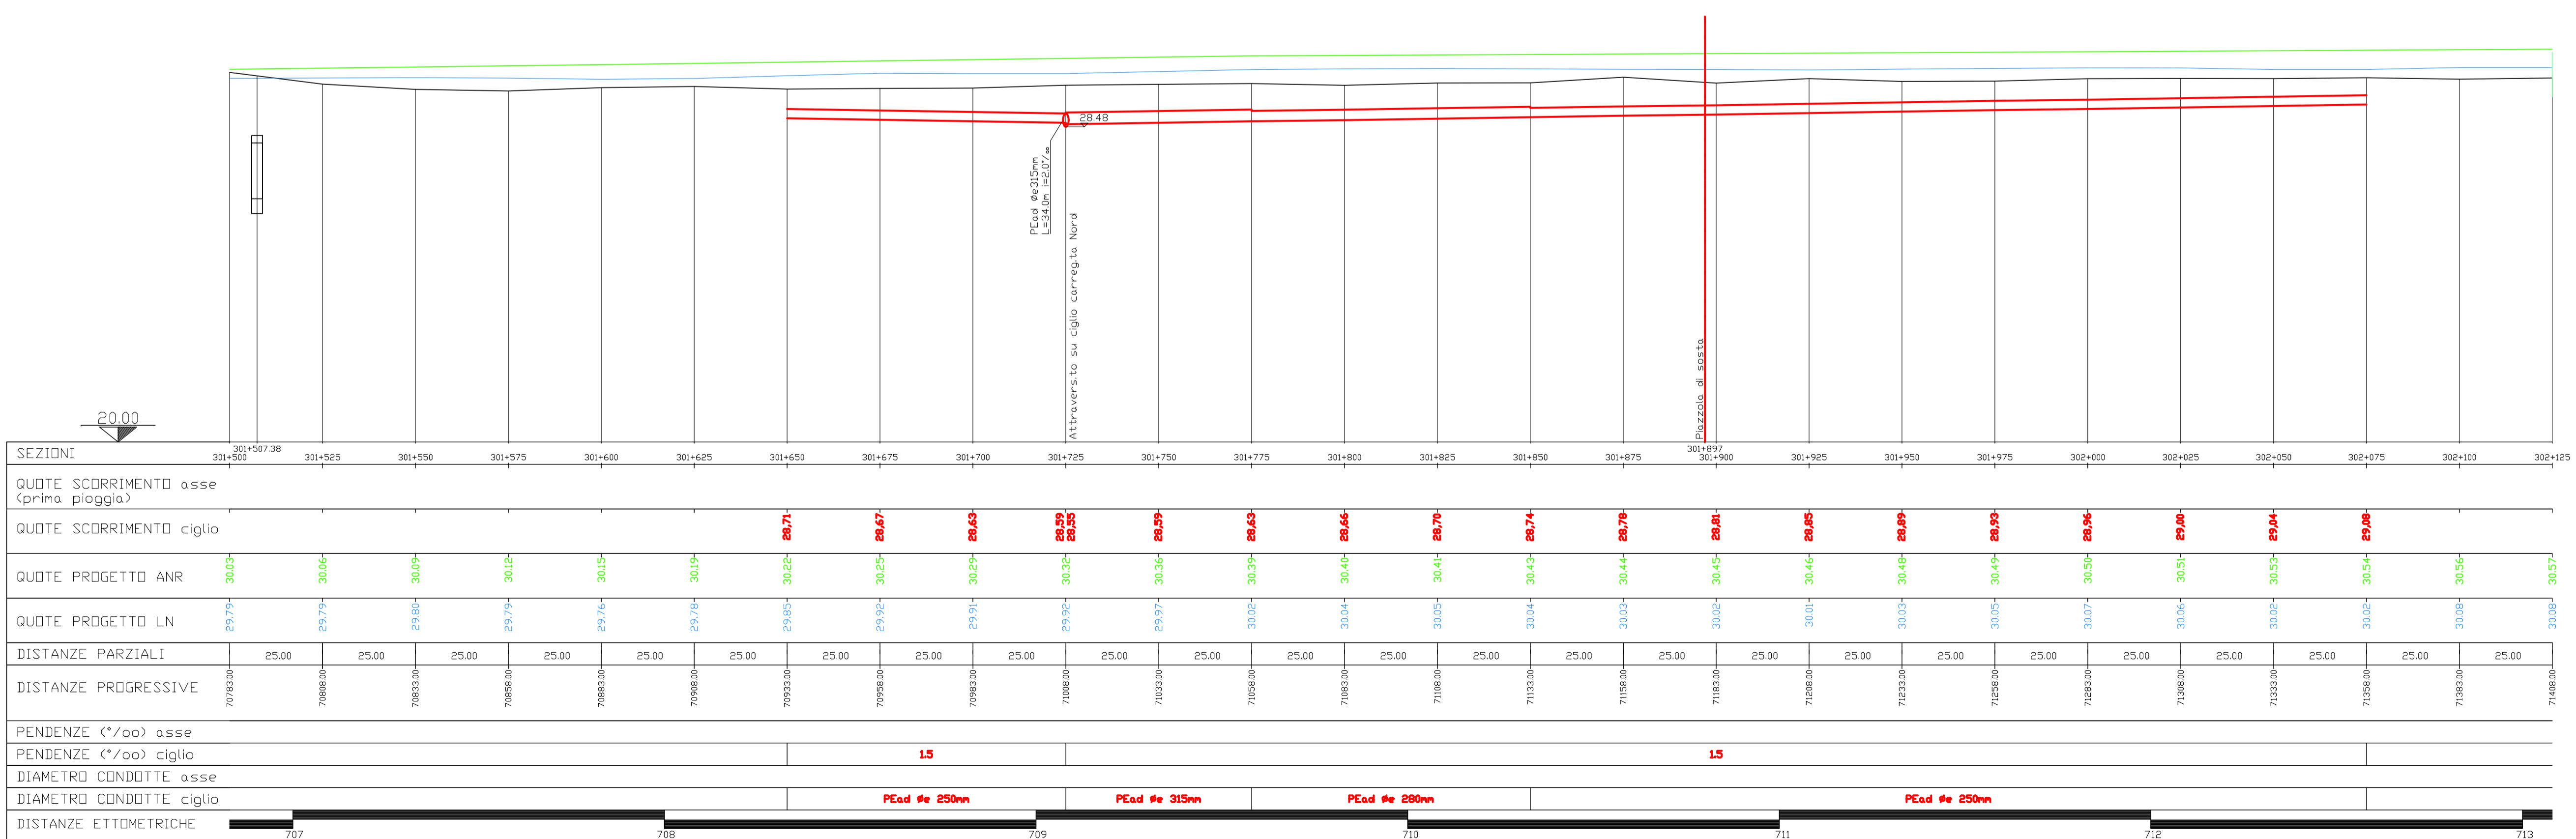 28.48
PEad Øe315mm
L=34.0m i=2.0°/∞
Attravers.to su ciglio carreg.ta Nord
Piazzola di sosta
20.00
SEZIONI
301+500 301+507.38 301+525 301+550 301+575 301+600 301+625 301+650 301+675 301+700 301+725 301+750 301+775 301+800 301+825 301+850 301+875 301+897 301+900 301+925 301+950 301+975 302+000 302+025 302+050 302+075 302+100 302+125
QUOTE SCORRIMENTO asse
(prima pioggia)
QUOTE SCORRIMENTO ciglio
28,71 28,67 28,63 28,59 28,55 28,59 28,63 28,66 28,70 28,74 28,78 28,81 28,85 28,89 28,93 28,96 29,00 29,04 29,08
QUOTE PROGETTO ANR
30.03 30.06 30.09 30.12 30.15 30.19 30.22 30.25 30.29 30.32 30.36 30.39 30.40 30.41 30.43 30.44 30.45 30.46 30.48 30.49 30.50 30.51 30.53 30.54 30.56 30.57
QUOTE PROGETTO LN
29.79 29.79 29.80 29.79 29.76 29.78 29.85 29.92 29.91 29.92 29.97 30.02 30.04 30.05 30.04 30.03 30.02 30.01 30.03 30.05 30.07 30.06 30.02 30.02 30.08 30.08
DISTANZE PARZIALI
25.00 25.00 25.00 25.00 25.00 25.00 25.00 25.00 25.00 25.00 25.00 25.00 25.00 25.00 25.00 25.00 25.00 25.00 25.00 25.00 25.00 25.00 25.00 25.00 25.00
DISTANZE PROGRESSIVE
70783.00 70808.00 70833.00 70858.00 70883.00 70908.00 70933.00 70958.00 70983.00 71008.00 71033.00 71058.00 71083.00 71108.00 71133.00 71158.00 71183.00 71208.00 71233.00 71258.00 71283.00 71308.00 71333.00 71358.00 71383.00 71408.00
PENDENZE (°/oo) asse
PENDENZE (°/oo) ciglio
1.5 1.5
DIAMETRO CONDOTTE asse
DIAMETRO CONDOTTE ciglio
PEad Øe 250mm PEad Øe 315mm PEad Øe 280mm PEad Øe 250mm
DISTANZE ETTOMETRICHE
707 708 709 710 711 712 713